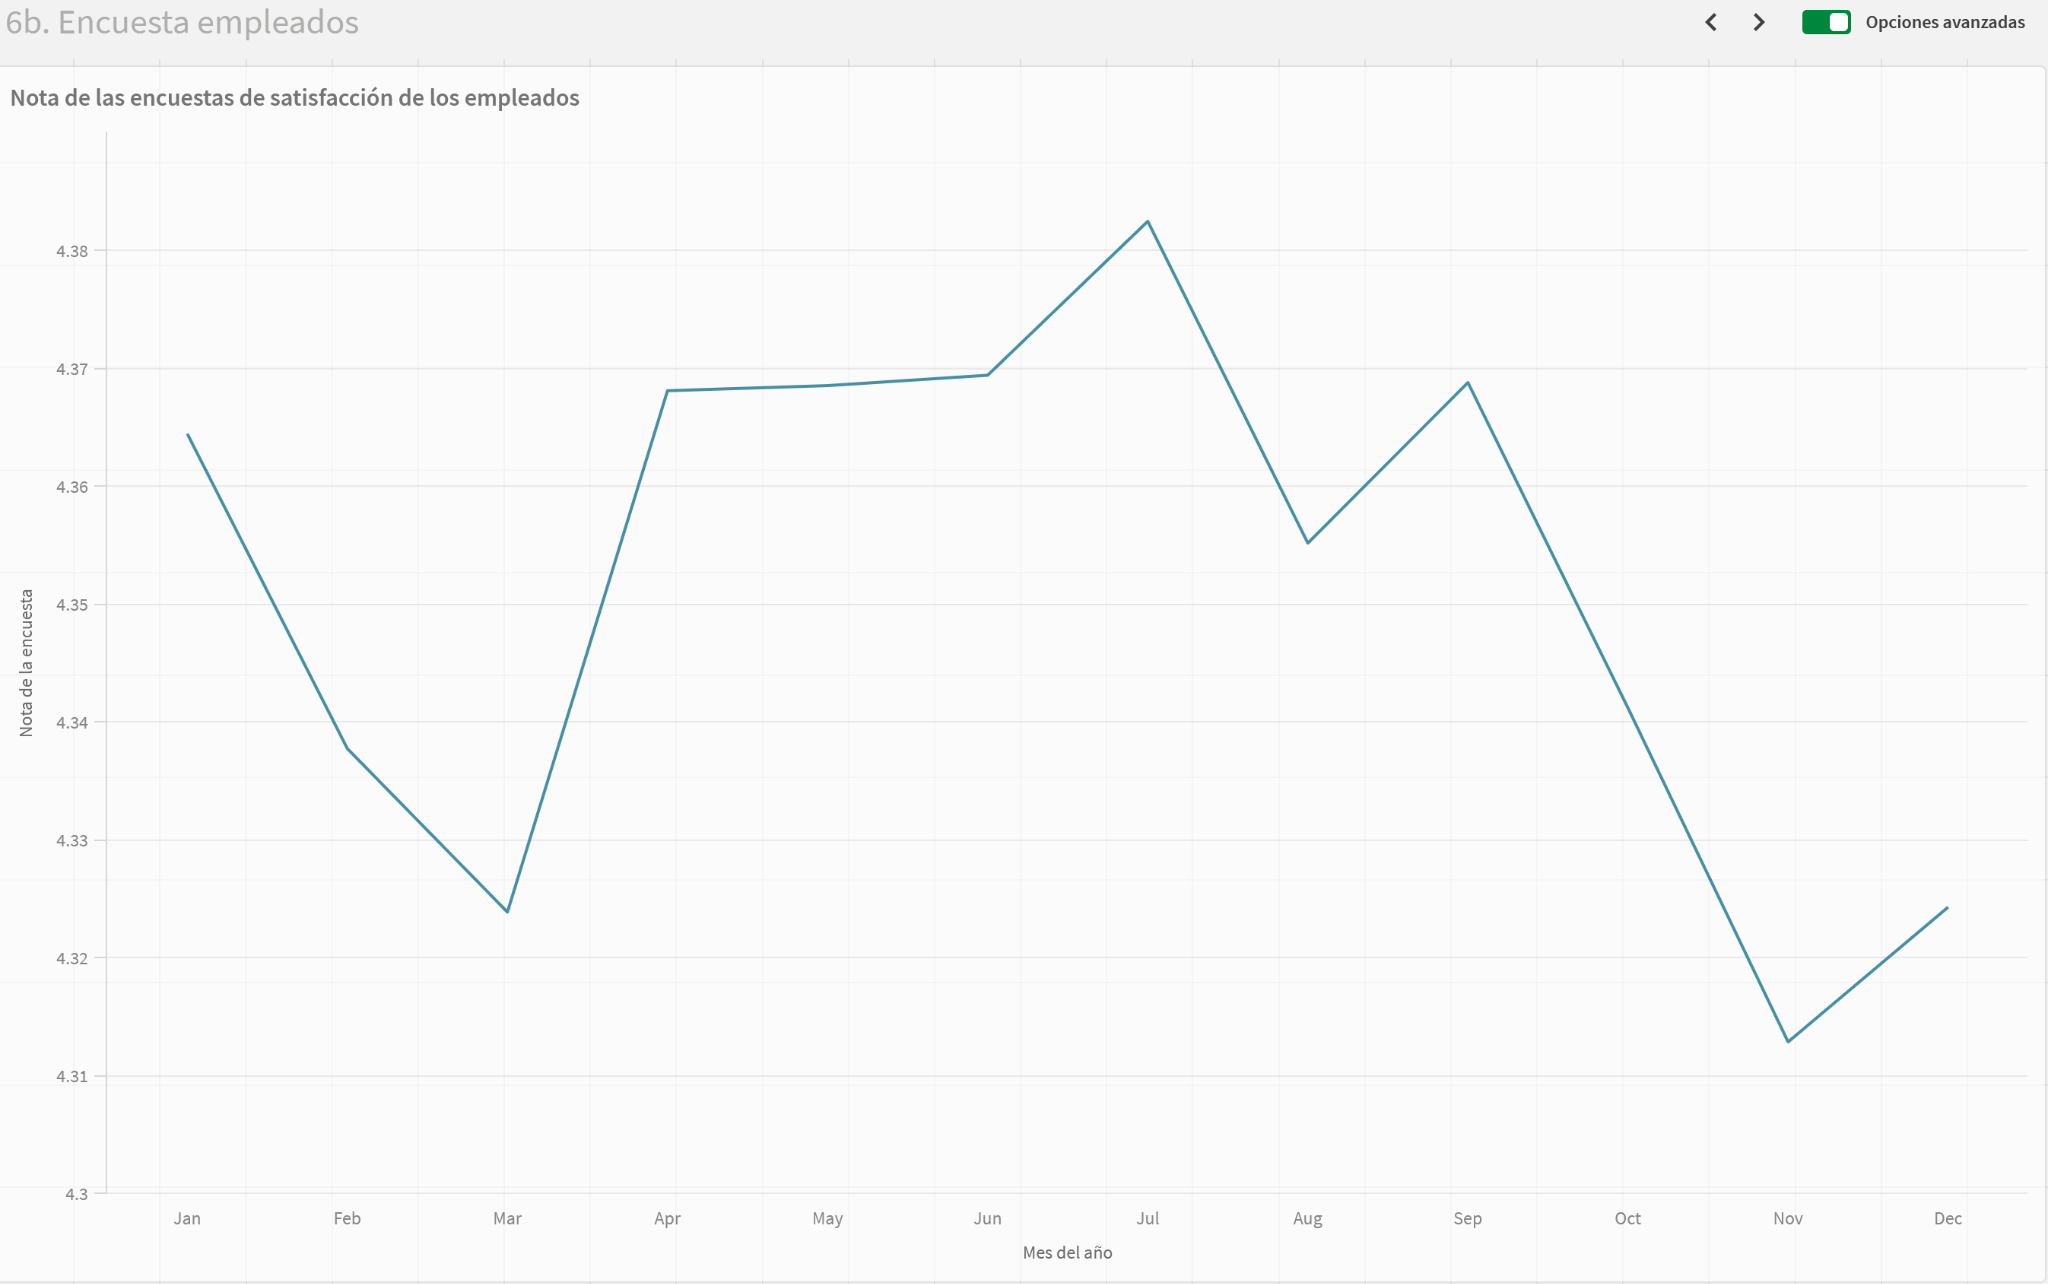 6b. Encuesta empleados
Opciones avanzadas
Nota de las encuestas de satisfacción de los empleados
Nota de la encuesta
4.38
4.37
4.36
4.35
4.34
4.33
4.32
4.31
4.3
Jan Feb Mar Apr May Jun Jul Aug Sep Oct Nov Dec
Mes del año